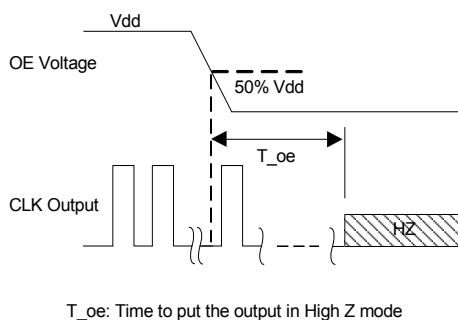 Vdd
OE Voltage
50% Vdd
T_oe
CLK Output
HZ
T_oe: Time to put the output in High Z mode